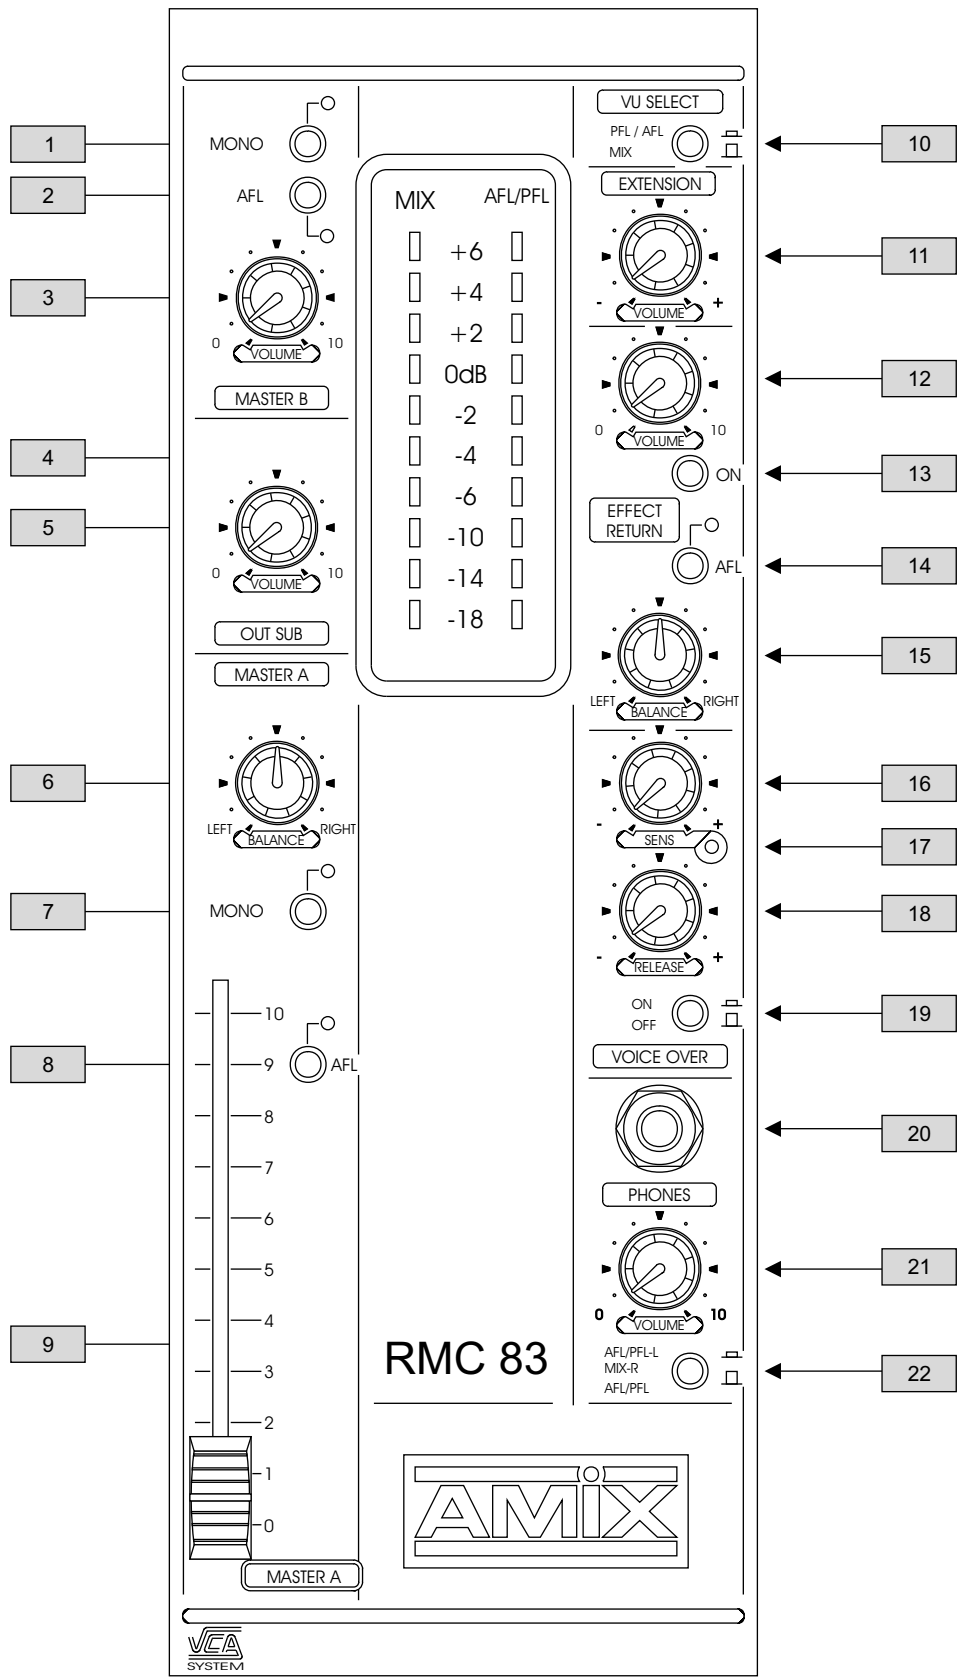 1
2
3
4
5
6
7
8
9
MONO
AFL
0 10
VOLUME
MASTER B
0 10
VOLUME
OUT SUB
MASTER A
LEFT RIGHT
BALANCE
MONO
10
9 AFL
8
7
6
5
4
3
2
1
0
MASTER A
VCA
SYSTEM
MIX AFL/PFL
+6
+4
+2
0dB
-2
-4
-6
-10
-14
-18
RMC 83
AMIX
VU SELECT
PFL / AFL
MIX
EXTENSION
- +
VOLUME
0 10
VOLUME
ON
EFFECT
RETURN
AFL
LEFT RIGHT
BALANCE
- +
SENS
- +
RELEASE
ON
OFF
VOICE OVER
PHONES
0 10
VOLUME
AFL/PFL-L
MIX-R
AFL/PFL
10
11
12
13
14
15
16
17
18
19
20
21
22